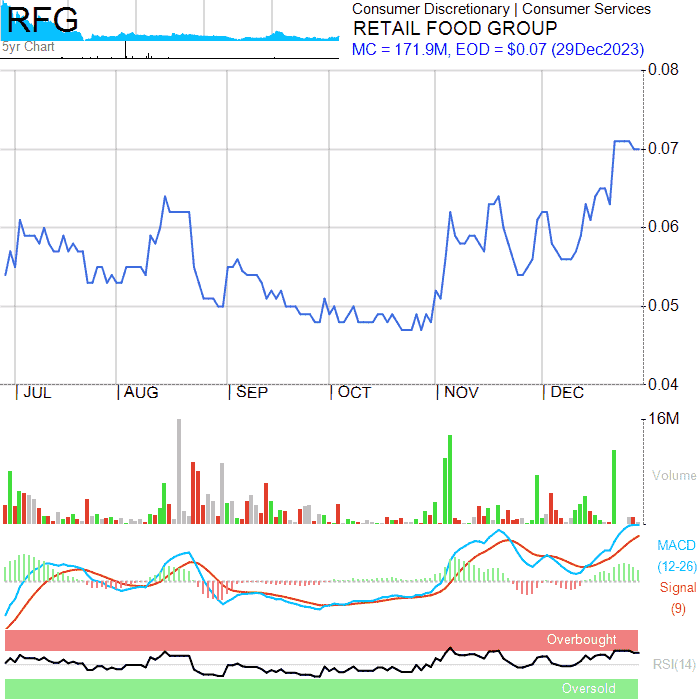 RFG
5yr Chart
Consumer Discretionary | Consumer Services
RETAIL FOOD GROUP
MC = 171.9M, EOD = $0.07 (29Dec2023)
0.08
0.07
0.06
0.05
0.04
|JUL |AUG |SEP |OCT |NOV |DEC
16M
Volume
MACD
(12-26)
Signal
(9)
Overbought
RSI(14)
Oversold